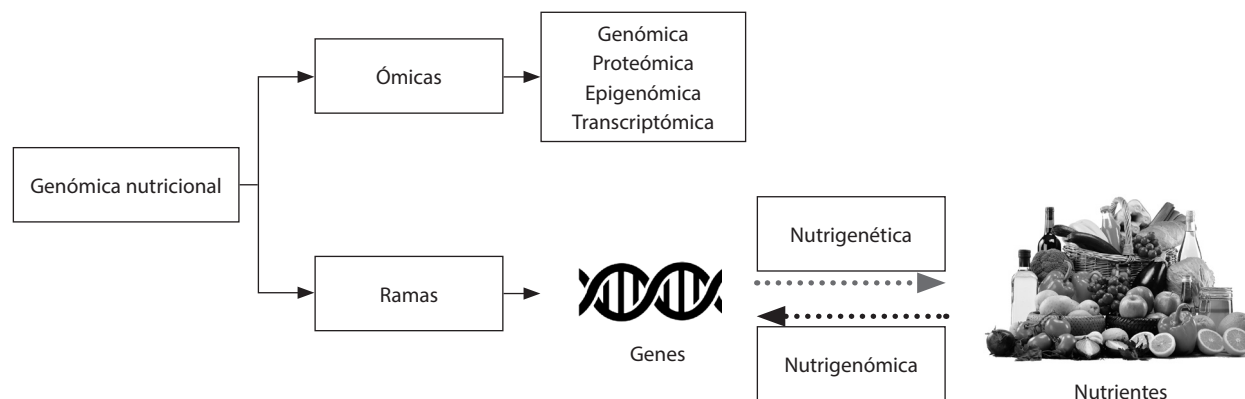 Genómica
Proteómica
Epigenómica
Transcriptómica
Ómicas
Genómica nutricional
Ramas
Genes
Nutrigenética
Nutrigenómica
Nutrientes